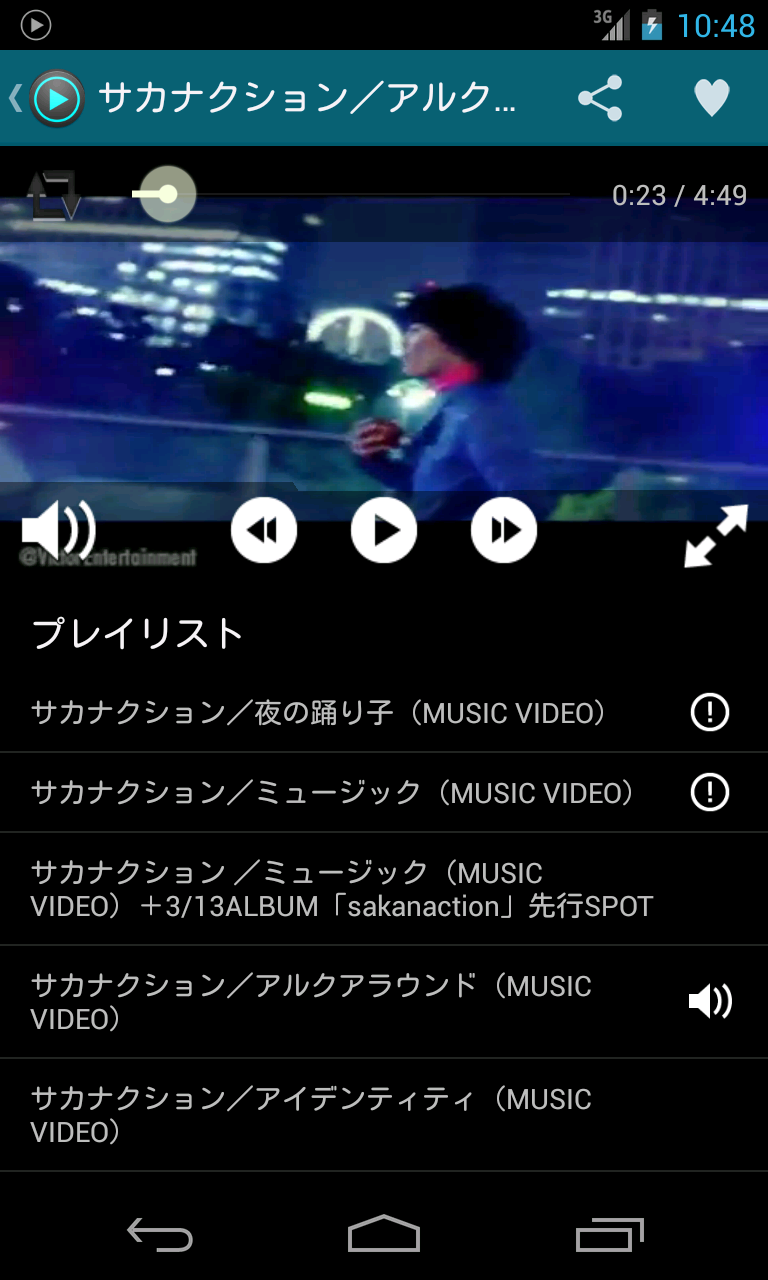 3G 10:48
サカナクション／アルク...
0:23 / 4:49
@Victor Entertainment
プレイリスト
サカナクション／夜の踊り子（MUSIC VIDEO）
サカナクション／ミュージック（MUSIC VIDEO）
サカナクション ／ミュージック（MUSIC
VIDEO）＋3/13ALBUM「sakanaction」先行SPOT
サカナクション／アルクアラウンド（MUSIC
VIDEO）
サカナクション／アイデンティティ（MUSIC
VIDEO）